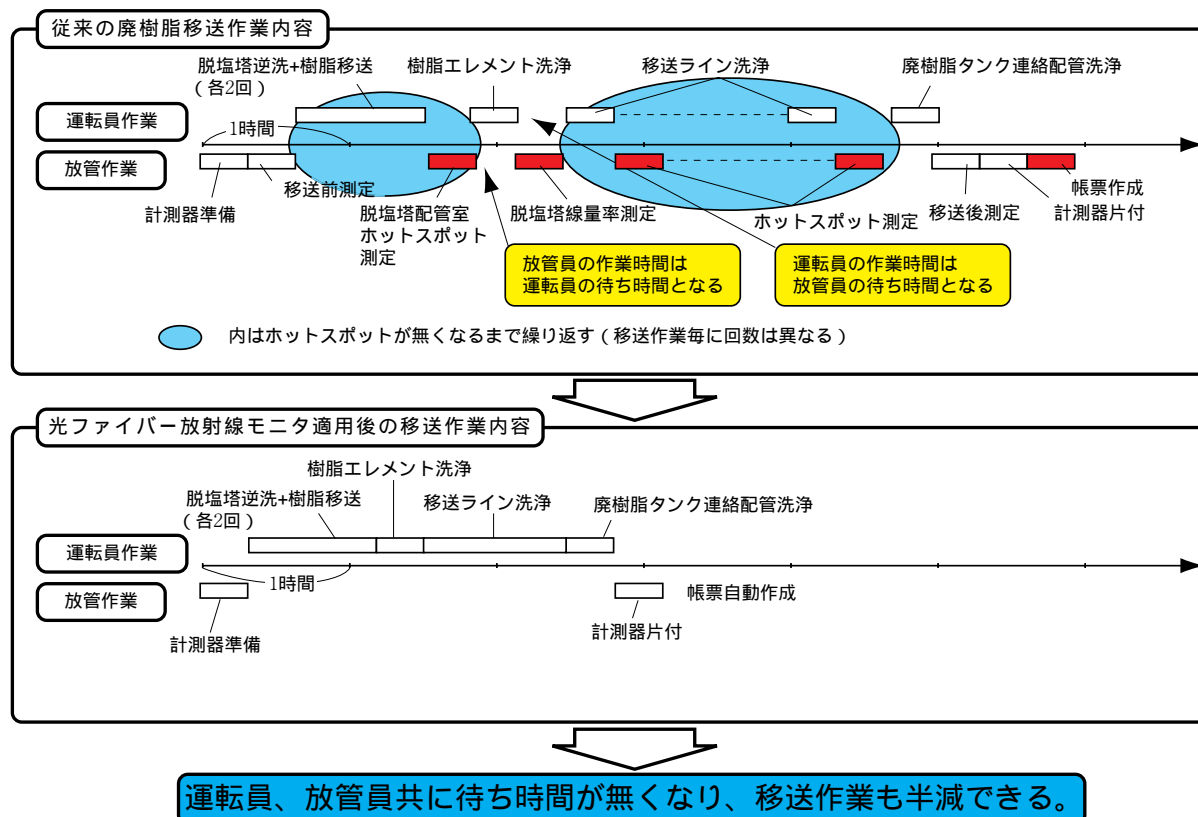 従来の廃樹脂移送作業内容
脱塩塔逆洗+樹脂移送
(各2回)
樹脂エレメント洗浄
移送ライン洗浄
廃樹脂タンク連絡配管洗浄
運転員作業
1時間
放管作業
計測器準備
移送前測定
脱塩塔配管室
ホットスポット
測定
脱塩塔線量率測定
ホットスポット測定
移送後測定
計測器片付
帳票作成
放管員の作業時間は
運転員の待ち時間となる
運転員の作業時間は
放管員の待ち時間となる
内はホットスポットが無くなるまで繰り返す(移送作業毎に回数は異なる)
光ファイバー放射線モニタ適用後の移送作業内容
樹脂エレメント洗浄
脱塩塔逆洗+樹脂移送
(各2回)
移送ライン洗浄
廃樹脂タンク連絡配管洗浄
運転員作業
1時間
放管作業
計測器準備
計測器片付
帳票自動作成
運転員、放管員共に待ち時間が無くなり、移送作業も半減できる。